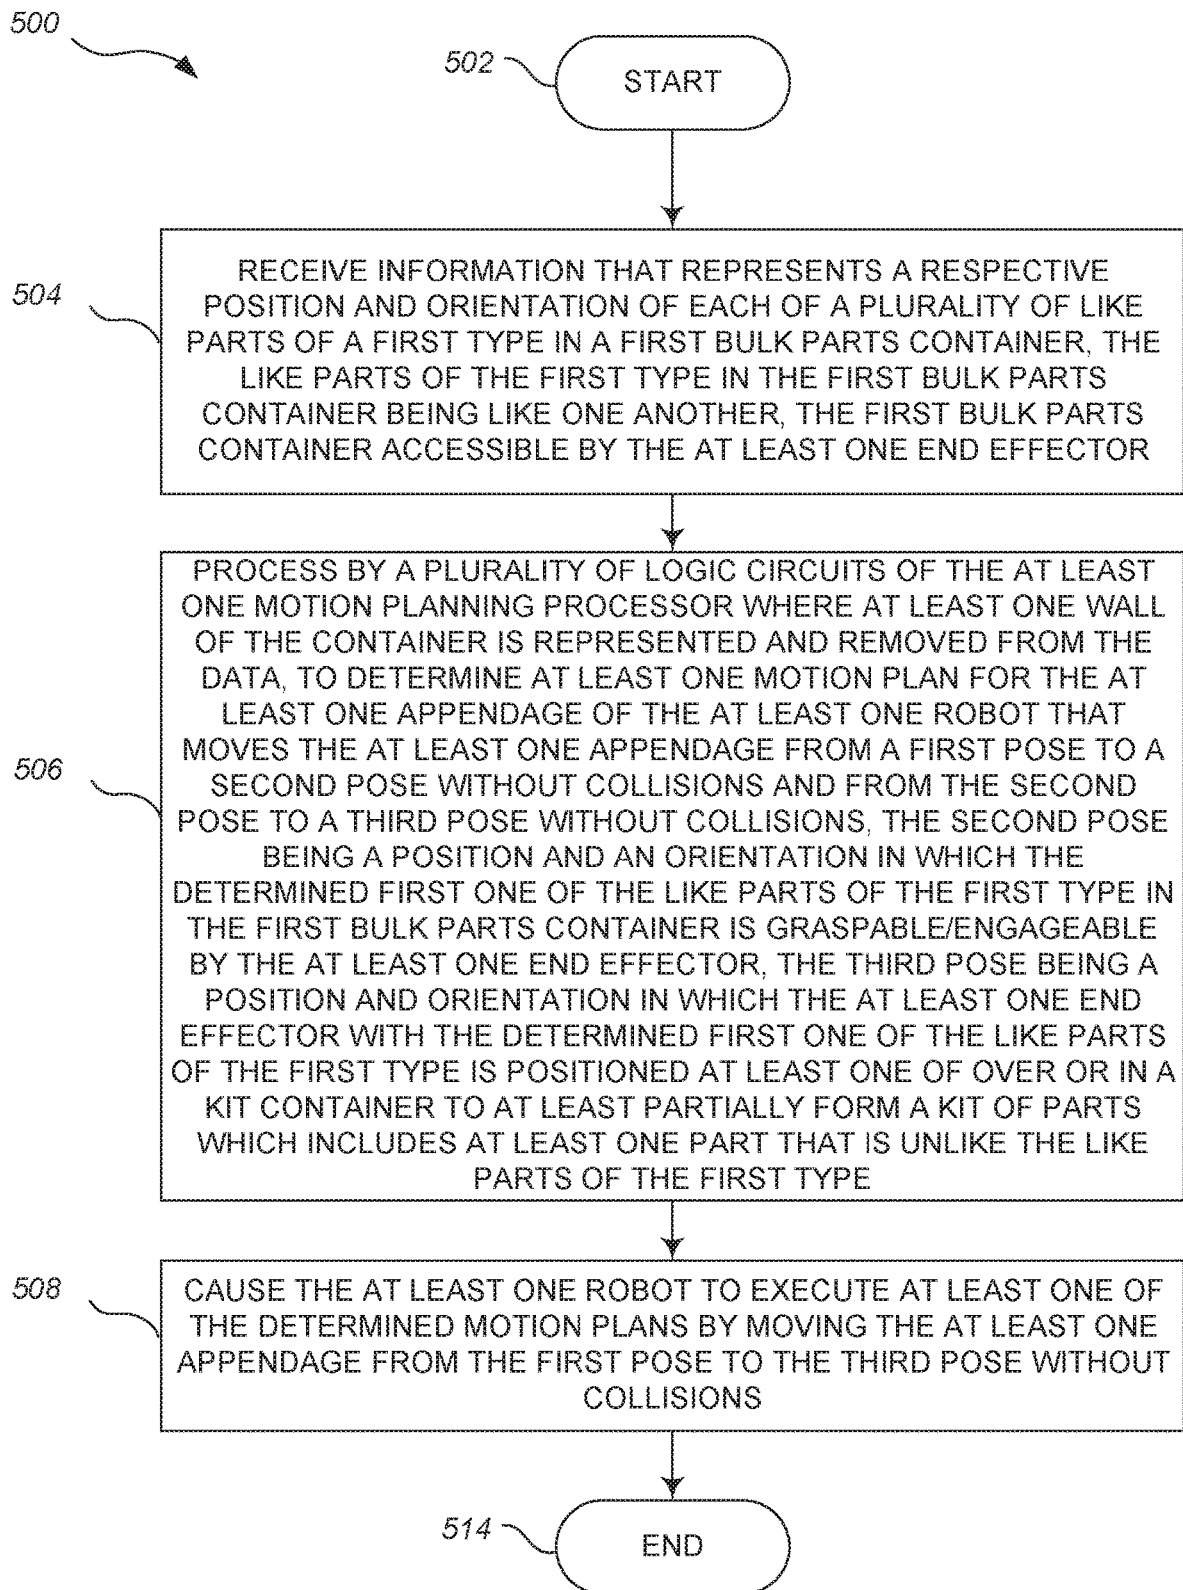 500
502
START
504
RECEIVE INFORMATION THAT REPRESENTS A RESPECTIVE
POSITION AND ORIENTATION OF EACH OF A PLURALITY OF LIKE
PARTS OF A FIRST TYPE IN A FIRST BULK PARTS CONTAINER, THE
LIKE PARTS OF THE FIRST TYPE IN THE FIRST BULK PARTS
CONTAINER BEING LIKE ONE ANOTHER, THE FIRST BULK PARTS
CONTAINER ACCESSIBLE BY THE AT LEAST ONE END EFFECTOR
506
PROCESS BY A PLURALITY OF LOGIC CIRCUITS OF THE AT LEAST
ONE MOTION PLANNING PROCESSOR WHERE AT LEAST ONE WALL
OF THE CONTAINER IS REPRESENTED AND REMOVED FROM THE
DATA, TO DETERMINE AT LEAST ONE MOTION PLAN FOR THE AT
LEAST ONE APPENDAGE OF THE AT LEAST ONE ROBOT THAT
MOVES THE AT LEAST ONE APPENDAGE FROM A FIRST POSE TO A
SECOND POSE WITHOUT COLLISIONS AND FROM THE SECOND
POSE TO A THIRD POSE WITHOUT COLLISIONS, THE SECOND POSE
BEING A POSITION AND AN ORIENTATION IN WHICH THE
DETERMINED FIRST ONE OF THE LIKE PARTS OF THE FIRST TYPE IN
THE FIRST BULK PARTS CONTAINER IS GRASPABLE/ENGAGEABLE
BY THE AT LEAST ONE END EFFECTOR, THE THIRD POSE BEING A
POSITION AND ORIENTATION IN WHICH THE AT LEAST ONE END
EFFECTOR WITH THE DETERMINED FIRST ONE OF THE LIKE PARTS
OF THE FIRST TYPE IS POSITIONED AT LEAST ONE OF OVER OR IN A
KIT CONTAINER TO AT LEAST PARTIALLY FORM A KIT OF PARTS
WHICH INCLUDES AT LEAST ONE PART THAT IS UNLIKE THE LIKE
PARTS OF THE FIRST TYPE
508
CAUSE THE AT LEAST ONE ROBOT TO EXECUTE AT LEAST ONE OF
THE DETERMINED MOTION PLANS BY MOVING THE AT LEAST ONE
APPENDAGE FROM THE FIRST POSE TO THE THIRD POSE WITHOUT
COLLISIONS
514
END